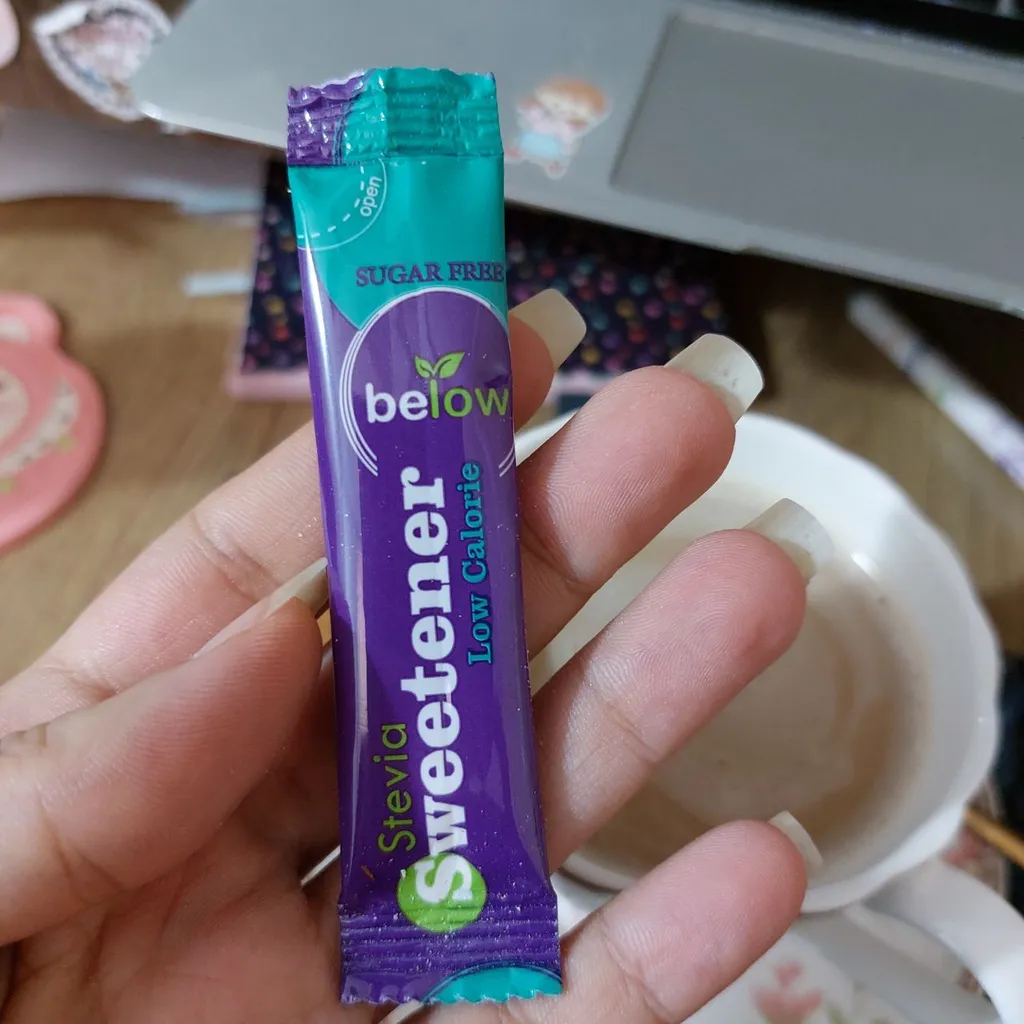 open
SUGAR FREE
below
Stevia
Sweetener
Low Calorie